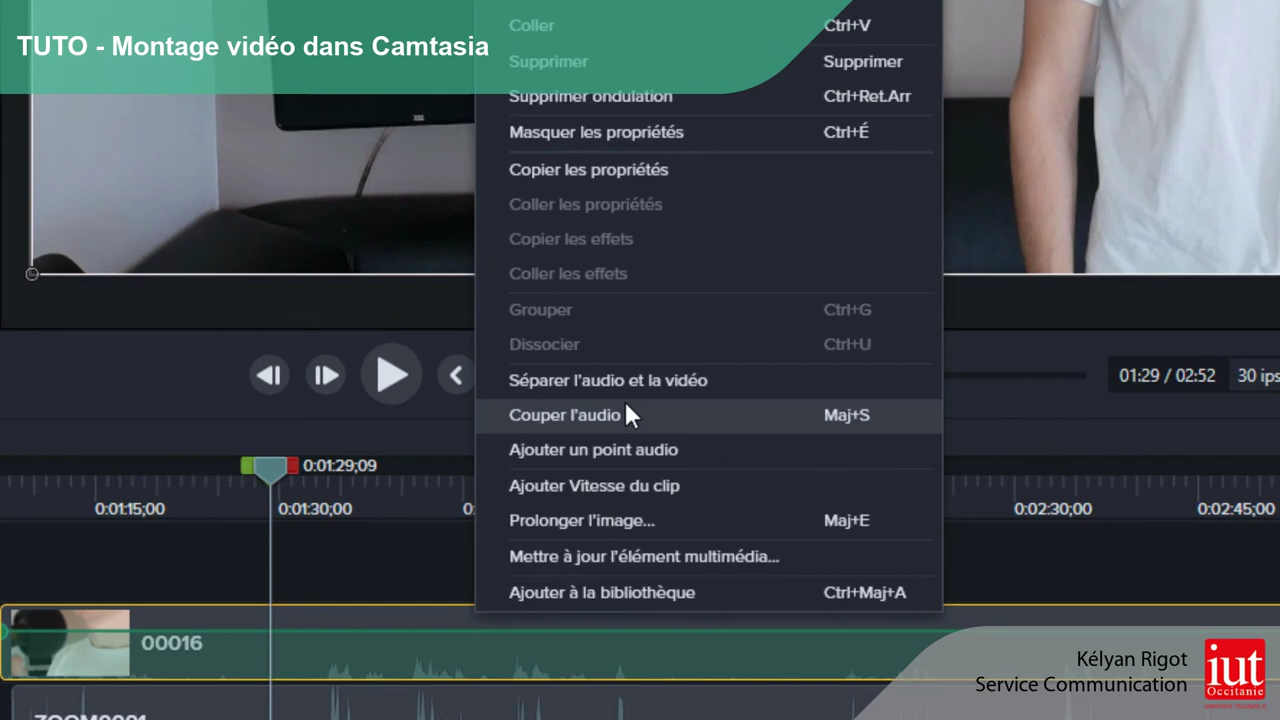 TUTO - Montage vidéo dans Camtasia
Coller Ctrl+V
Supprimer Supprimer
Supprimer ondulation Ctrl+Ret.Arr
Masquer les propriétés Ctrl+É
Copier les propriétés
Coller les propriétés
Copier les effets
Coller les effets
Grouper Ctrl+G
Dissocier Ctrl+U
Séparer l'audio et la vidéo
Couper l'audio Maj+S
Ajouter un point audio
Ajouter Vitesse du clip
Prolonger l'image... Maj+E
Mettre à jour l'élément multimédia...
Ajouter à la bibliothèque Ctrl+Maj+A
01:29 / 02:52 30 ips
0:01:29;09
0:01:15;00 0:01:30;00 0: 0:02:30;00 0:02:45;00
00016
ZOOM0001
Kélyan Rigot
Service Communication
iut
Occitanie